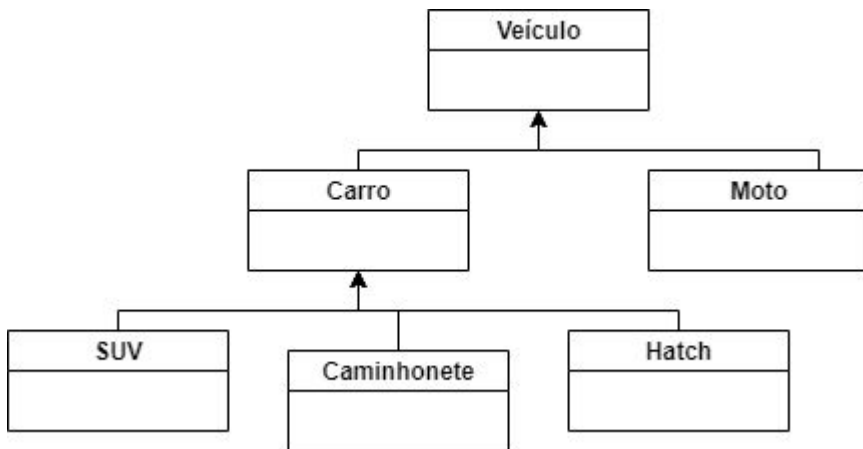 Veículo
Carro
Moto
SUV
Caminhonete
Hatch